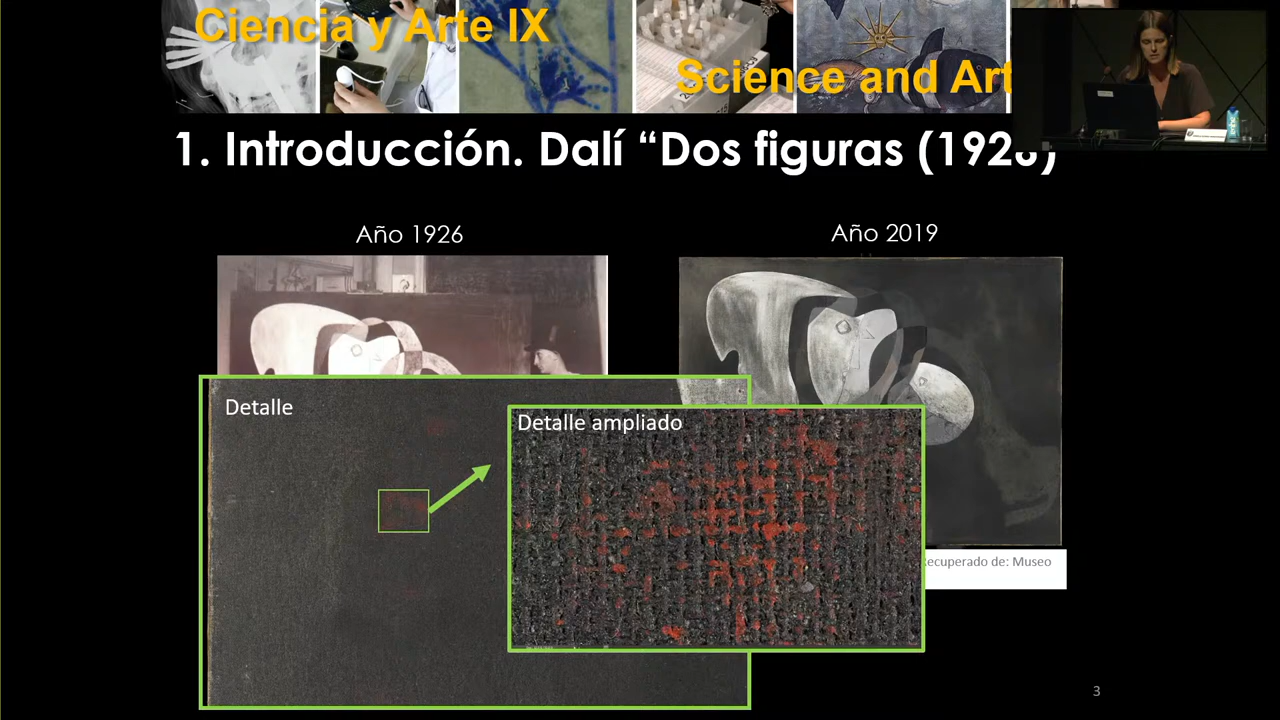 Ciencia y Arte IX
Science and Art
1. Introducción. Dalí “Dos figuras (1926)
Año 1926
Año 2019
Detalle
Detalle ampliado
Recuperado de: Museo
3